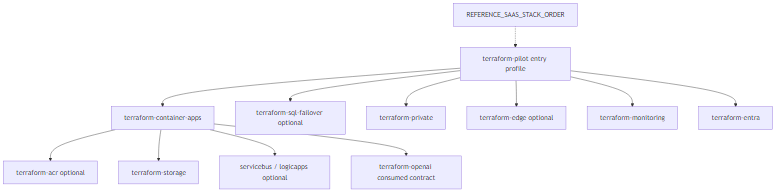 REFERENCE_SAAS_STACK_ORDER
terraform-pilot entry
profile
terraform-container-apps
terraform-sql-failover
optional
terraform-private
terraform-edge optional
terraform-monitoring
terraform-entra
terraform-acr optional
terraform-storage
servicebus / logicapps
optional
terraform-openai
consumed contract